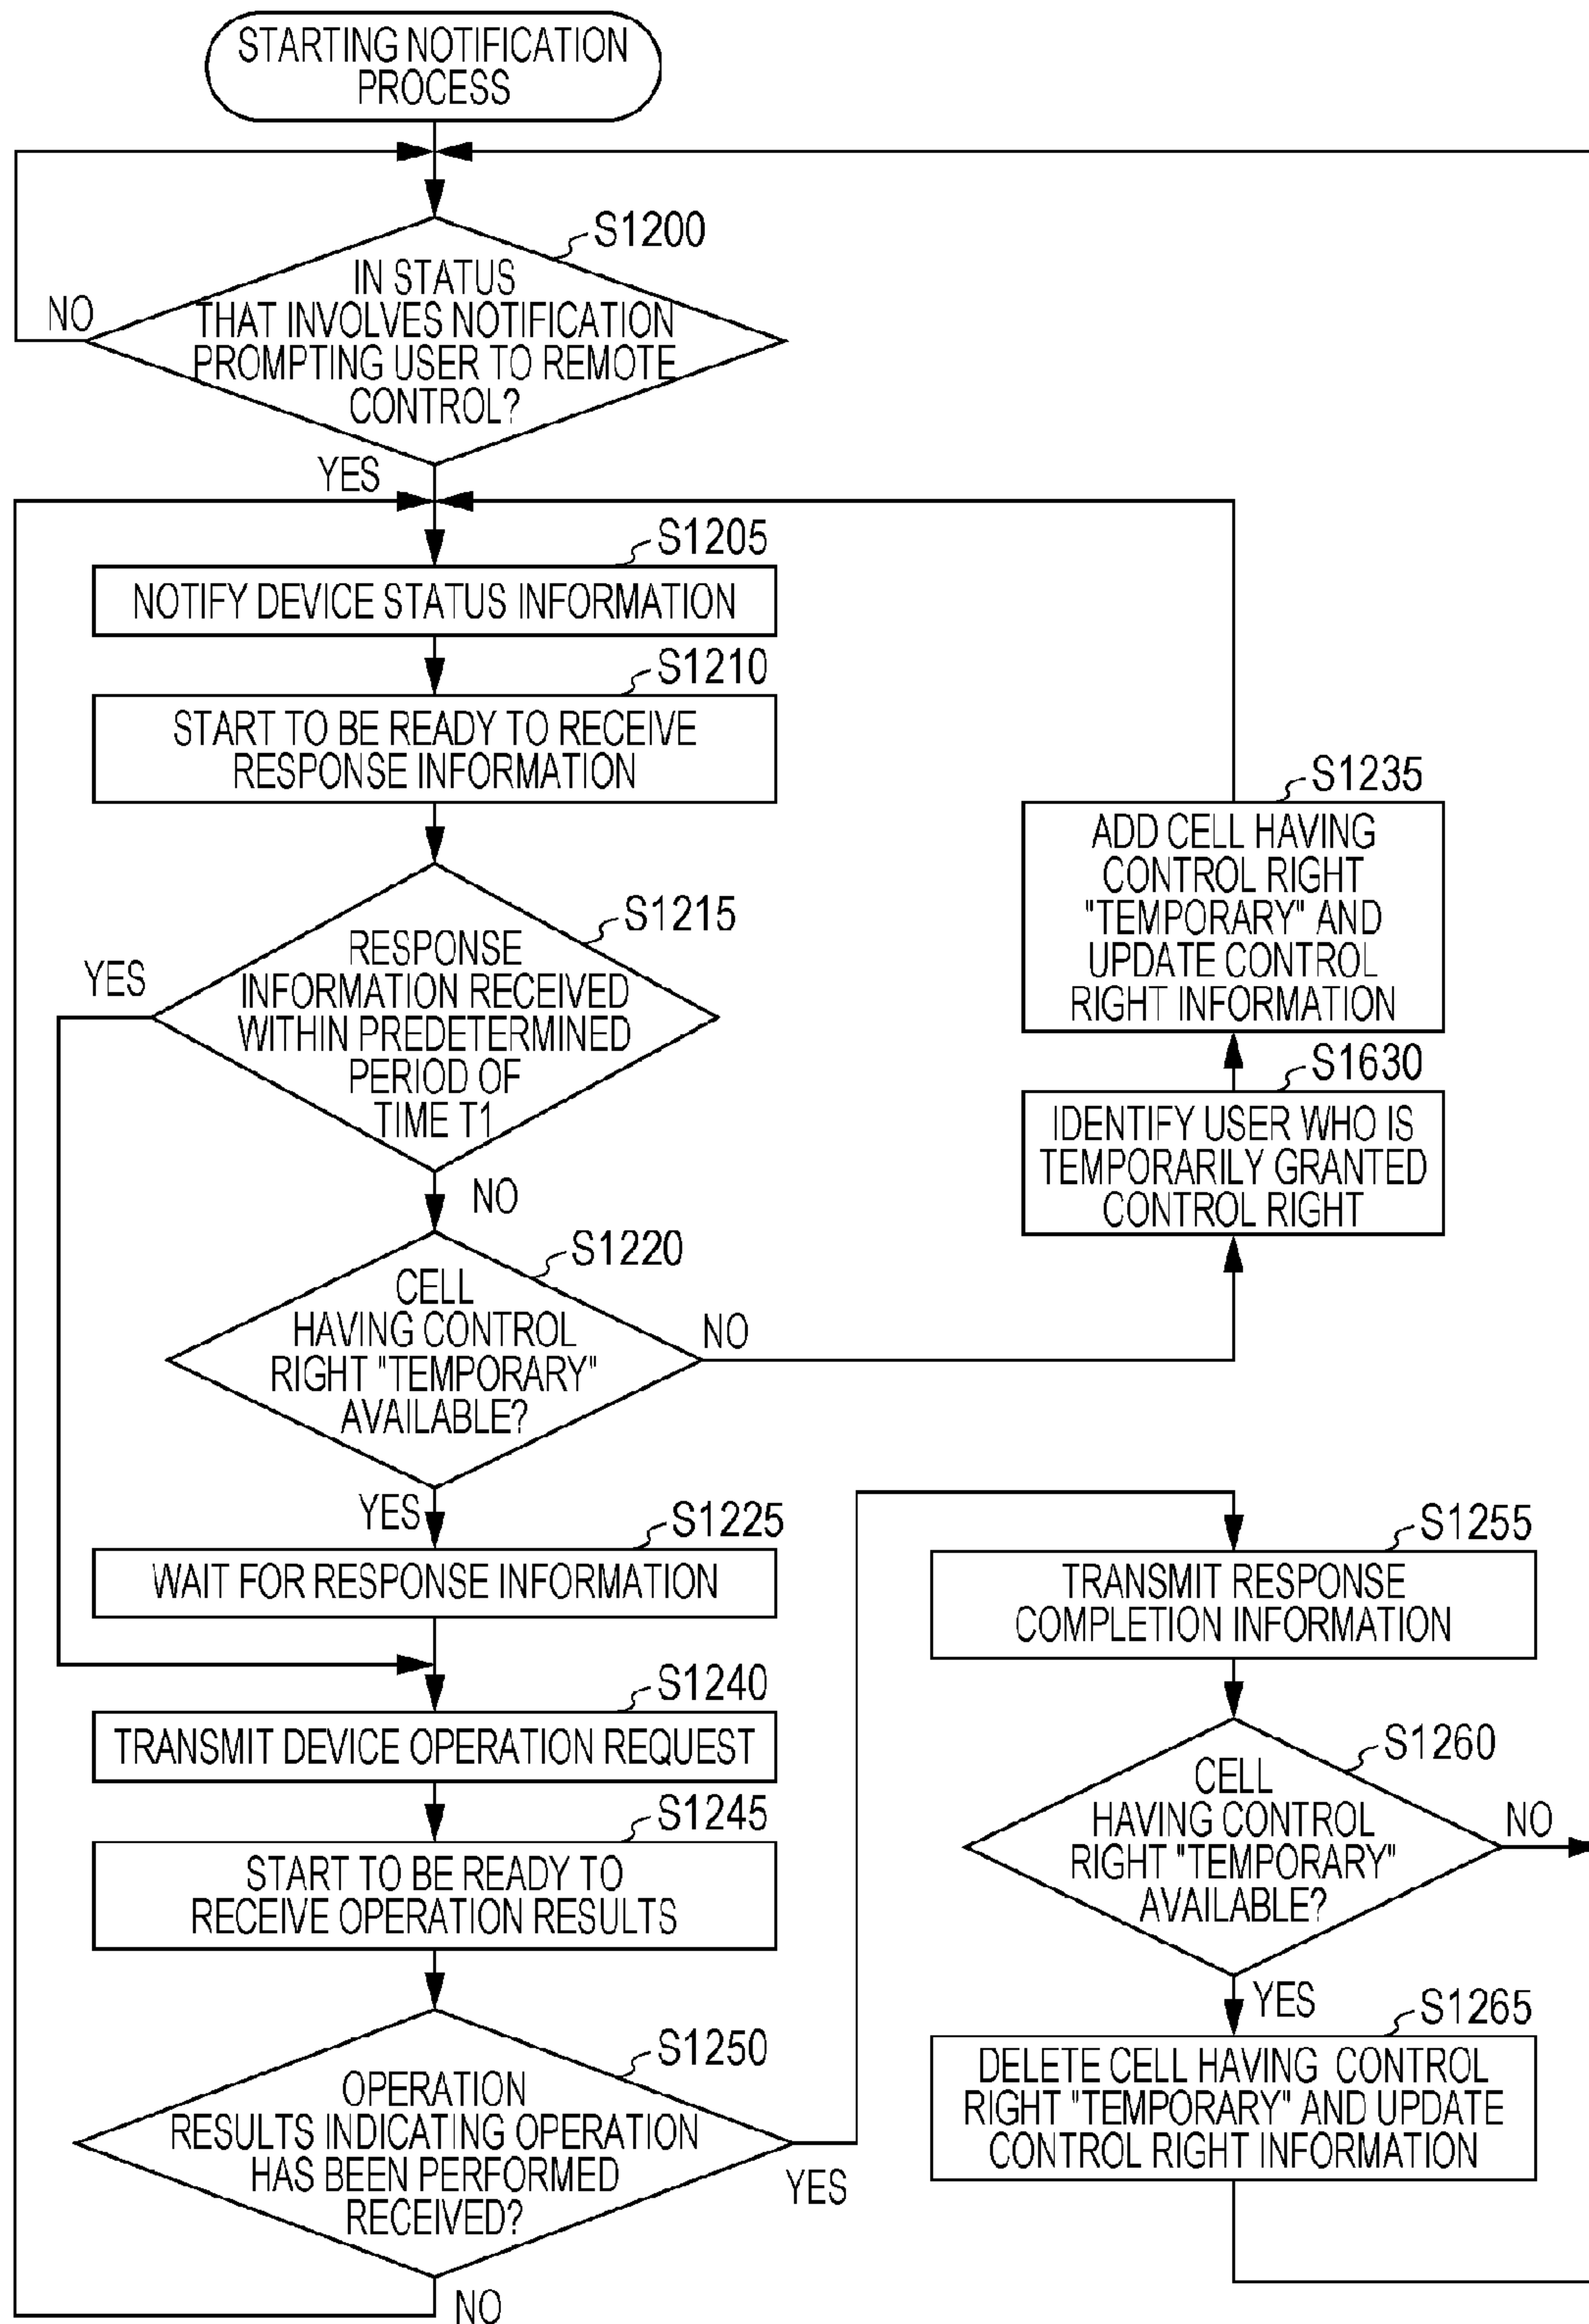 STARTING NOTIFICATION
PROCESS
S1200
IN STATUS
THAT INVOLVES NOTIFICATION
PROMPTING USER TO REMOTE
CONTROL?
NO
YES
S1205
NOTIFY DEVICE STATUS INFORMATION
S1210
START TO BE READY TO RECEIVE
RESPONSE INFORMATION
S1215
RESPONSE
INFORMATION RECEIVED
WITHIN PREDETERMINED
PERIOD OF
TIME T1
YES
NO
S1220
CELL
HAVING CONTROL
RIGHT "TEMPORARY"
AVAILABLE?
NO
YES
S1235
ADD CELL HAVING
CONTROL RIGHT
"TEMPORARY" AND
UPDATE CONTROL
RIGHT INFORMATION
S1630
IDENTIFY USER WHO IS
TEMPORARILY GRANTED
CONTROL RIGHT
S1225
WAIT FOR RESPONSE INFORMATION
S1240
TRANSMIT DEVICE OPERATION REQUEST
S1245
START TO BE READY TO
RECEIVE OPERATION RESULTS
S1250
OPERATION
RESULTS INDICATING OPERATION
HAS BEEN PERFORMED
RECEIVED?
YES
NO
S1255
TRANSMIT RESPONSE
COMPLETION INFORMATION
S1260
CELL
HAVING CONTROL
RIGHT "TEMPORARY"
AVAILABLE?
NO
YES
S1265
DELETE CELL HAVING CONTROL
RIGHT "TEMPORARY" AND UPDATE
CONTROL RIGHT INFORMATION